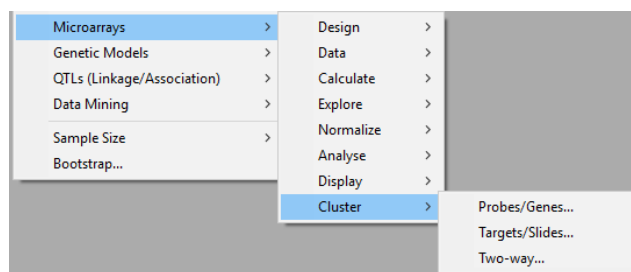 Microarrays
Genetic Models
QTLs (Linkage/Association)
Data Mining
Sample Size
Bootstrap...
Design
Data
Calculate
Explore
Normalize
Analyse
Display
Cluster
Probes/Genes...
Targets/Slides...
Two-way...